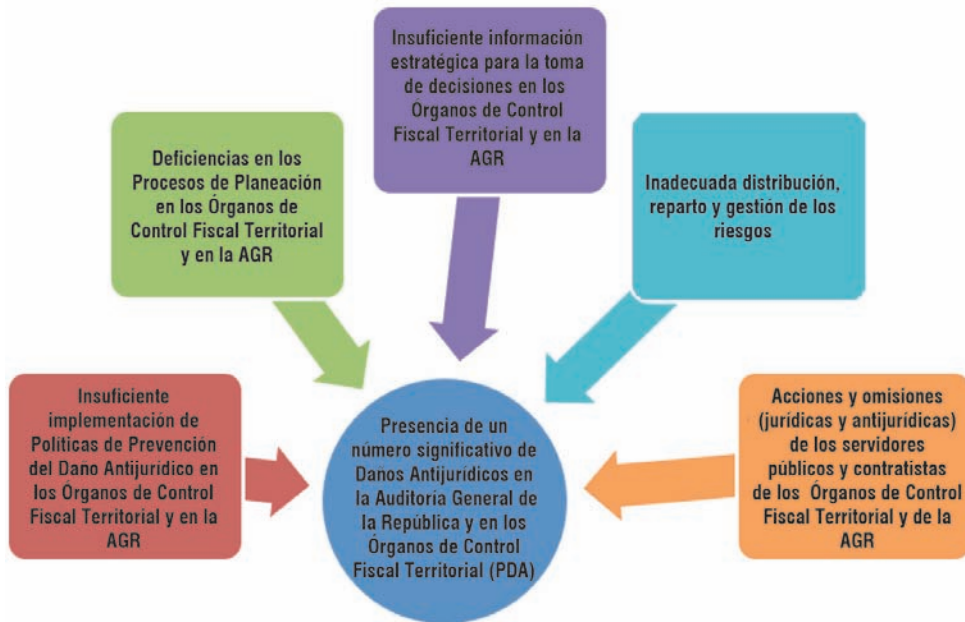 Insuficiente información
estratégica para la toma
de decisiones en los
Órganos de Control
Fiscal Territorial y en la
AGR
Deficiencias en los
Procesos de Planeación
en los Órganos de
Control Fiscal Territorial
y en la AGR
Inadecuada distribución,
reparto y gestión de los
riesgos
Insuficiente
implementación de
Políticas de Prevención
del Daño Antijurídico en
los Órganos de Control
Fiscal Territorial y en la
AGR
Presencia de un
número significativo de
Daños Antijurídicos en
la Auditoría General de
la República y en los
Órganos de Control
Fiscal Territorial (PDA)
Acciones y omisiones
(jurídicas y antijurídicas)
de los servidores
públicos y contratistas
de los Órganos de Control
Fiscal Territorial y de la
AGR